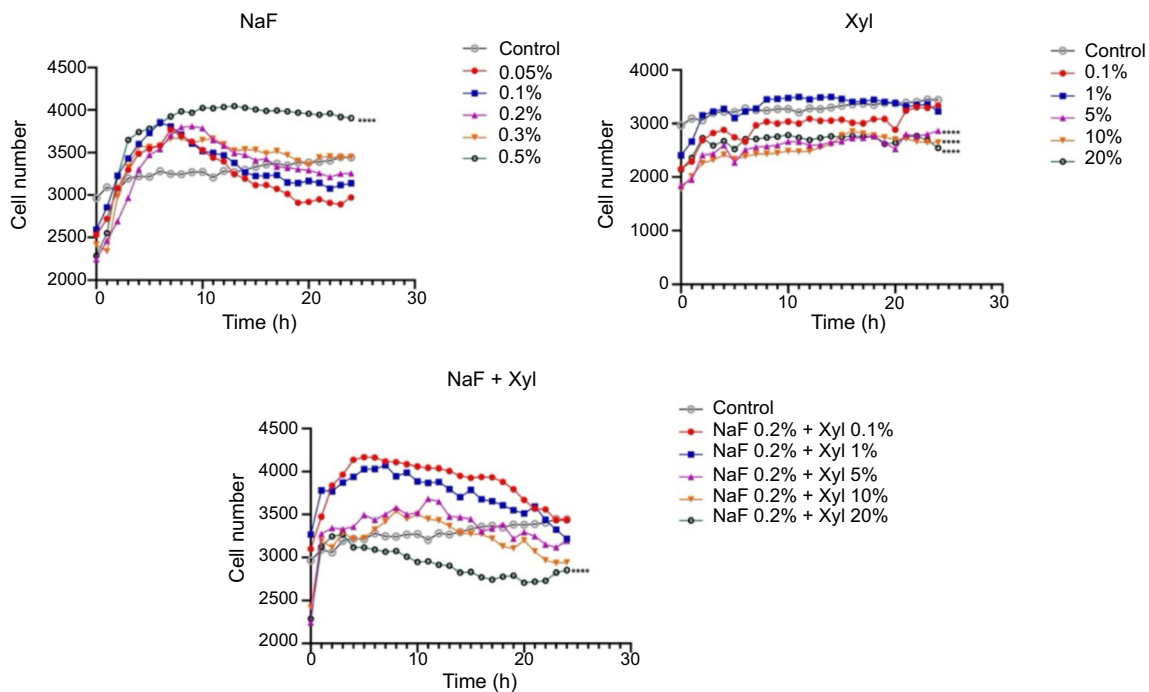 NaF
Control
0.05%
0.1%
0.2%
0.3%
0.5%
4500
4000
3500
3000
2500
2000
Cell number
****
0 10 20 30
Time (h)
Xyl
Control
0.1%
1%
5%
10%
20%
4000
3000
2000
1000
0
Cell number
****
****
****
0 10 20 30
Time (h)
NaF + Xyl
Control
NaF 0.2% + Xyl 0.1%
NaF 0.2% + Xyl 1%
NaF 0.2% + Xyl 5%
NaF 0.2% + Xyl 10%
NaF 0.2% + Xyl 20%
4500
4000
3500
3000
2500
2000
Cell number
****
0 10 20 30
Time (h)